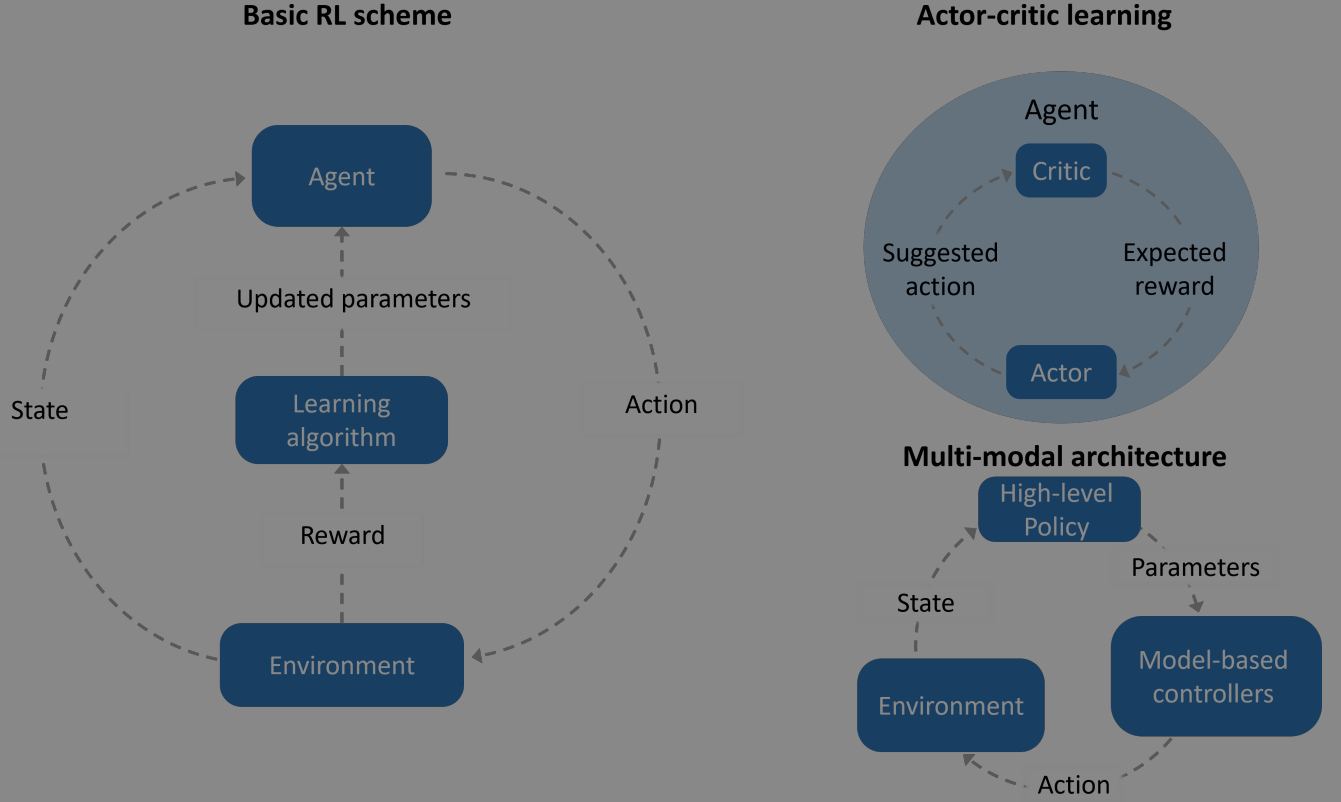 Basic RL scheme
Agent
Updated parameters
Learning
algorithm
State
Action
Reward
Environment
Actor-critic learning
Agent
Critic
Suggested
action
Expected
reward
Actor
Multi-modal architecture
High-level
Policy
Parameters
State
Model-based
controllers
Environment
Action